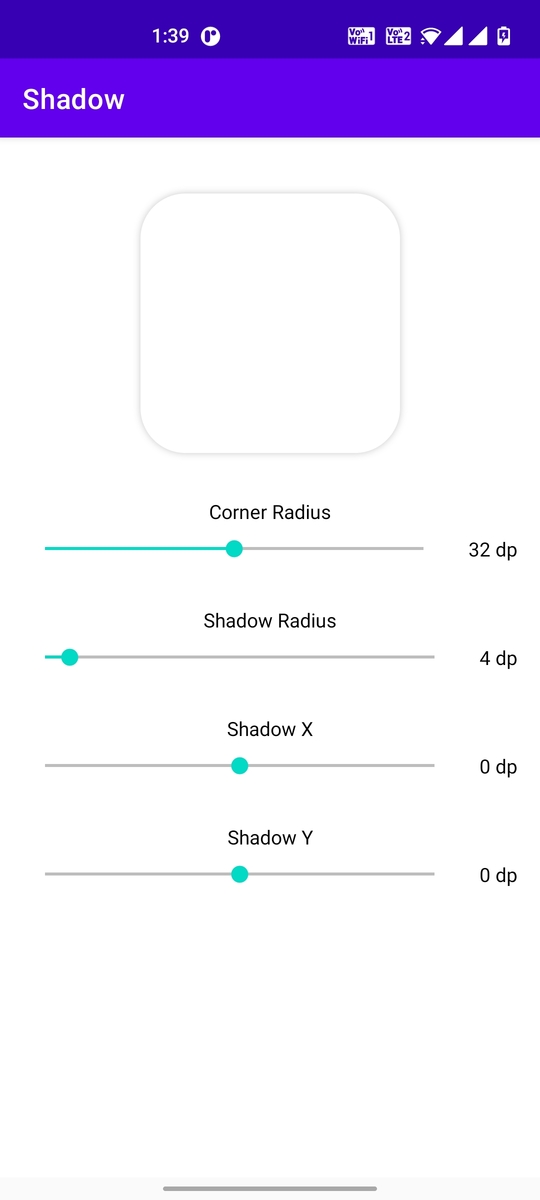 1:39
Vo WiFi 1
Vo LTE 2
Shadow
Corner Radius
32 dp
Shadow Radius
4 dp
Shadow X
0 dp
Shadow Y
0 dp